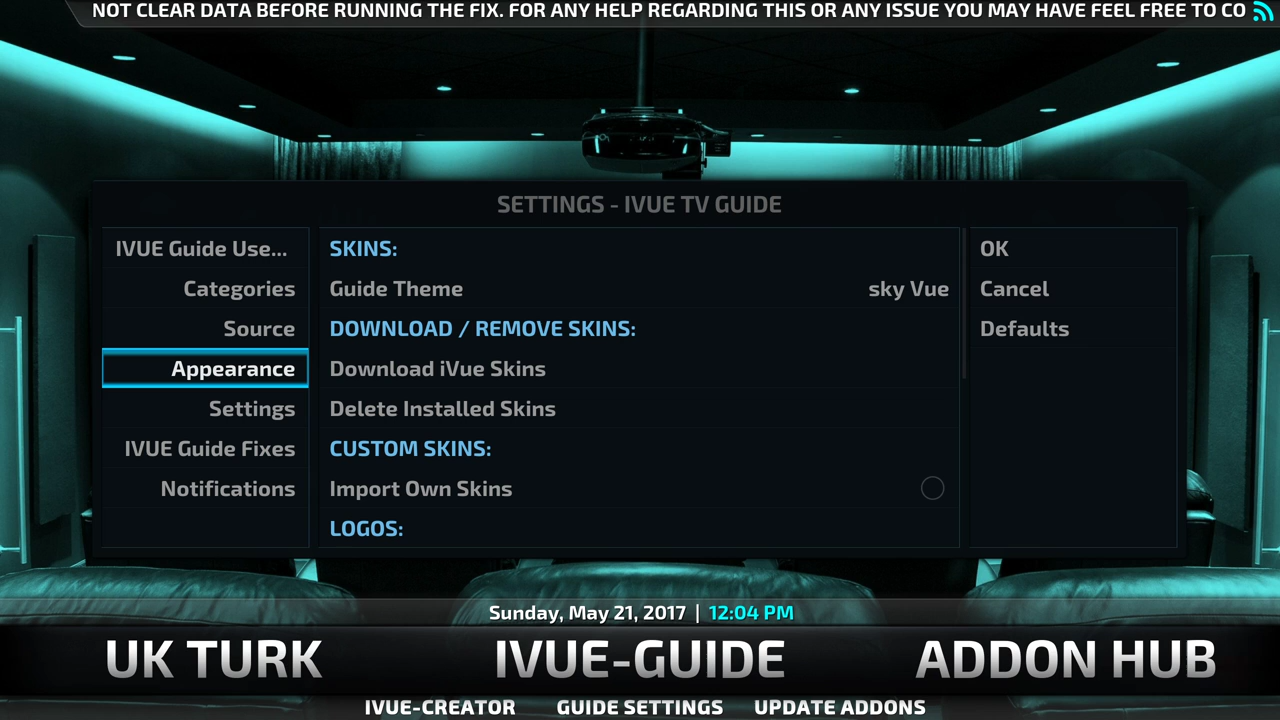 NOT CLEAR DATA BEFORE RUNNING THE FIX. FOR ANY HELP REGARDING THIS OR ANY ISSUE YOU MAY HAVE FEEL FREE TO CO
SETTINGS - IVUE TV GUIDE
IVUE Guide Use...
Categories
Source
Appearance
Settings
IVUE Guide Fixes
Notifications
SKINS:
Guide Theme sky Vue
DOWNLOAD / REMOVE SKINS:
Download iVue Skins
Delete Installed Skins
CUSTOM SKINS:
Import Own Skins
LOGOS:
OK
Cancel
Defaults
Sunday, May 21, 2017 | 12:04 PM
UK TURK IVUE-GUIDE ADDON HUB
IVUE-CREATOR GUIDE SETTINGS UPDATE ADDONS